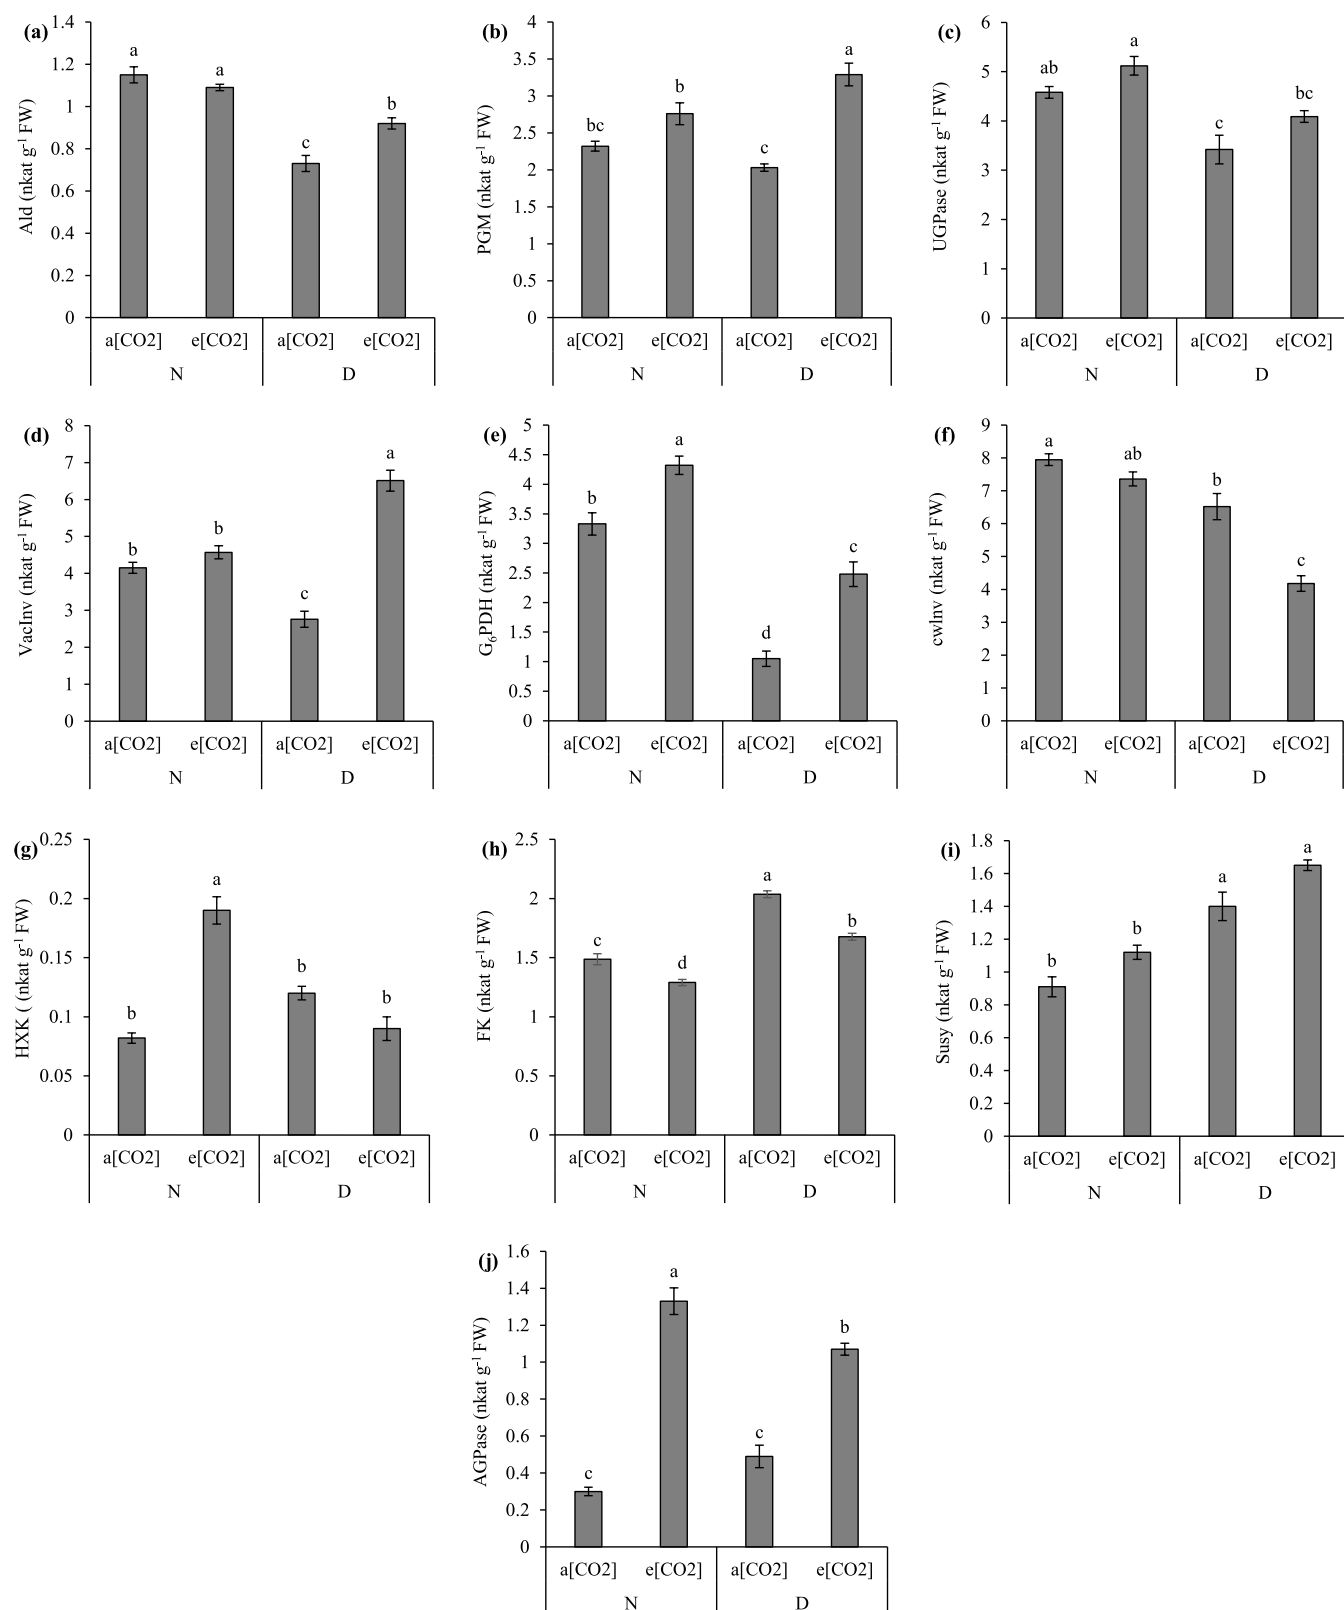 (a)
Ald (nkat g⁻¹ FW)
1.4
1.2
1
0.8
0.6
0.4
0.2
0
a
a
c
b
a[CO2] e[CO2] a[CO2] e[CO2]
N D
(b)
PGM (nkat g⁻¹ FW)
4
3.5
3
2.5
2
1.5
1
0.5
0
bc
b
c
a
a[CO2] e[CO2] a[CO2] e[CO2]
N D
(c)
UGPase (nkat g⁻¹ FW)
6
5
4
3
2
1
0
ab
a
c
bc
a[CO2] e[CO2] a[CO2] e[CO2]
N D
(d)
VacInv (nkat g⁻¹ FW)
8
7
6
5
4
3
2
1
0
b
b
c
a
a[CO2] e[CO2] a[CO2] e[CO2]
N D
(e)
G₆PDH (nkat g⁻¹ FW)
5
4.5
4
3.5
3
2.5
2
1.5
1
0.5
0
b
a
d
c
a[CO2] e[CO2] a[CO2] e[CO2]
N D
(f)
cwInv (nkat g⁻¹ FW)
9
8
7
6
5
4
3
2
1
0
a
ab
b
c
a[CO2] e[CO2] a[CO2] e[CO2]
N D
(g)
HXK ( (nkat g⁻¹ FW)
0.25
0.2
0.15
0.1
0.05
0
b
a
b
b
a[CO2] e[CO2] a[CO2] e[CO2]
N D
(h)
FK (nkat g⁻¹ FW)
2.5
2
1.5
1
0.5
0
c
d
a
b
a[CO2] e[CO2] a[CO2] e[CO2]
N D
(i)
Susy (nkat g⁻¹ FW)
1.8
1.6
1.4
1.2
1
0.8
0.6
0.4
0.2
0
b
b
a
a
a[CO2] e[CO2] a[CO2] e[CO2]
N D
(j)
AGPase (nkat g⁻¹ FW)
1.6
1.4
1.2
1
0.8
0.6
0.4
0.2
0
c
a
c
b
a[CO2] e[CO2] a[CO2] e[CO2]
N D